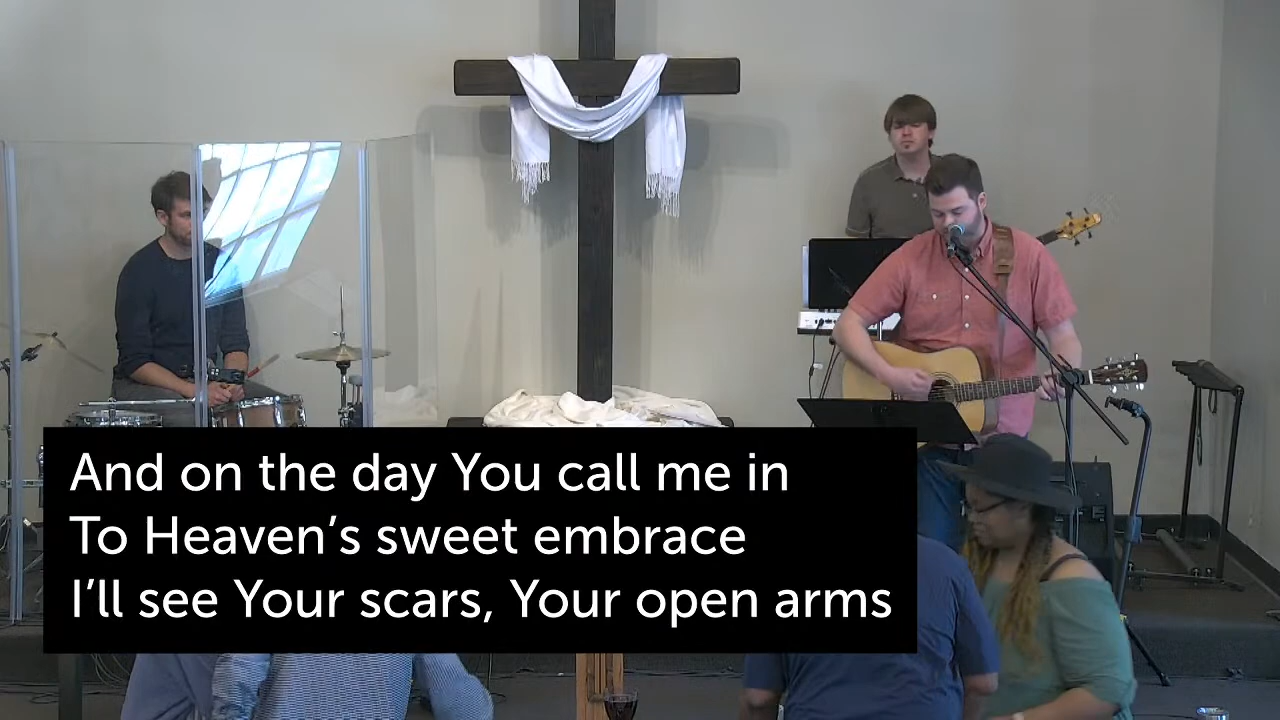 And on the day You call me in
To Heaven’s sweet embrace
I’ll see Your scars, Your open arms